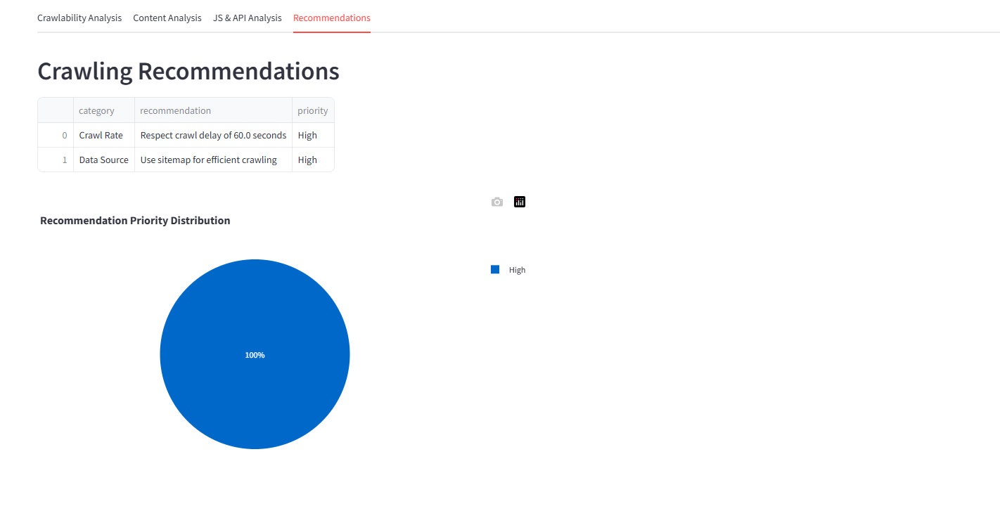 Crawlability Analysis Content Analysis JS & API Analysis Recommendations
Crawling Recommendations
category recommendation priority
0 Crawl Rate Respect crawl delay of 60.0 seconds High
1 Data Source Use sitemap for efficient crawling High
Recommendation Priority Distribution
High
100%